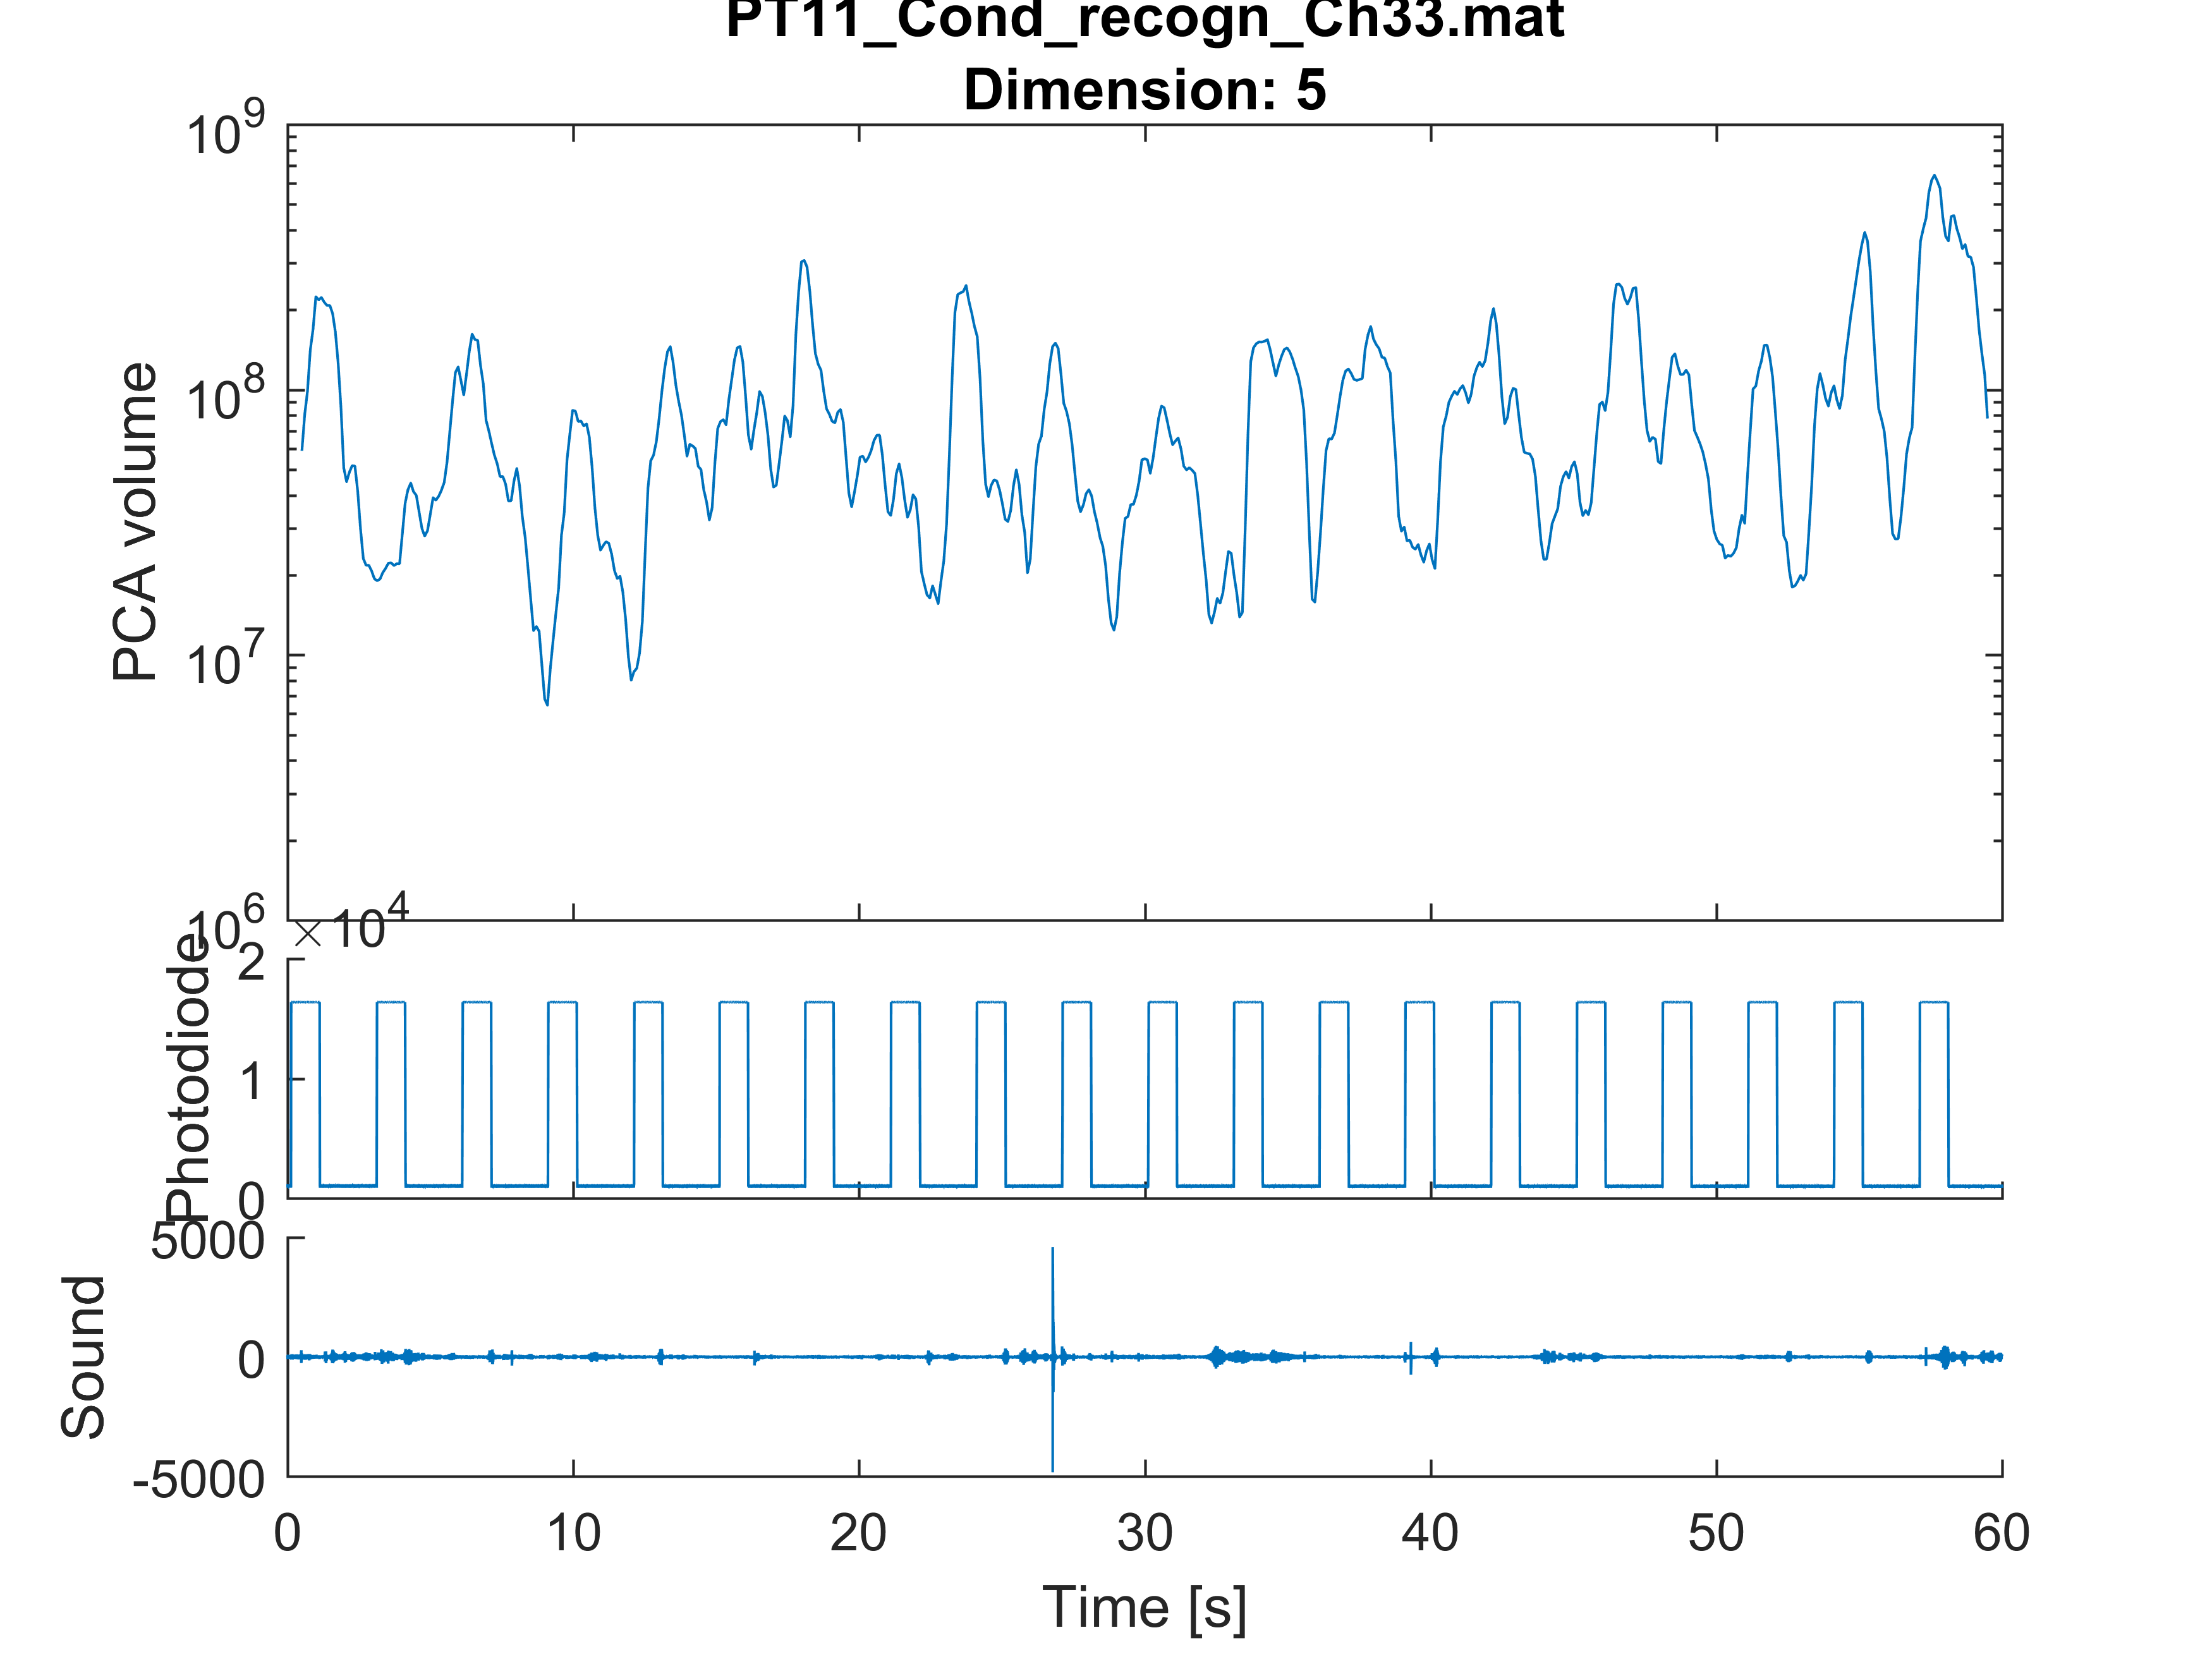 PT11_Cond_recogn_Ch33.mat
Dimension: 5
10^9
10^8
10^7
10^6
PCA volume
× 10^4
2
1
0
Photodiode
5000
0
-5000
Sound
0 10 20 30 40 50 60
Time [s]